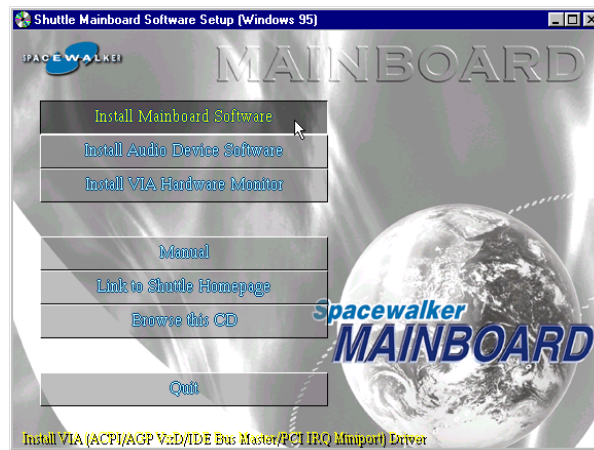 Shuttle Mainboard Software Setup (Windows 95)
SPACEWALKER
MAINBOARD
Install Mainboard Software
Install Audio Device Software
Install VIA Hardware Monitor
Manual
Link to Shuttle Homepage
Browse this CD
Spacewalker
MAINBOARD
Quit
Install VIA (ACPI/AGP VxD/IDE Bus Master/PCI IRQ Miniport) Driver